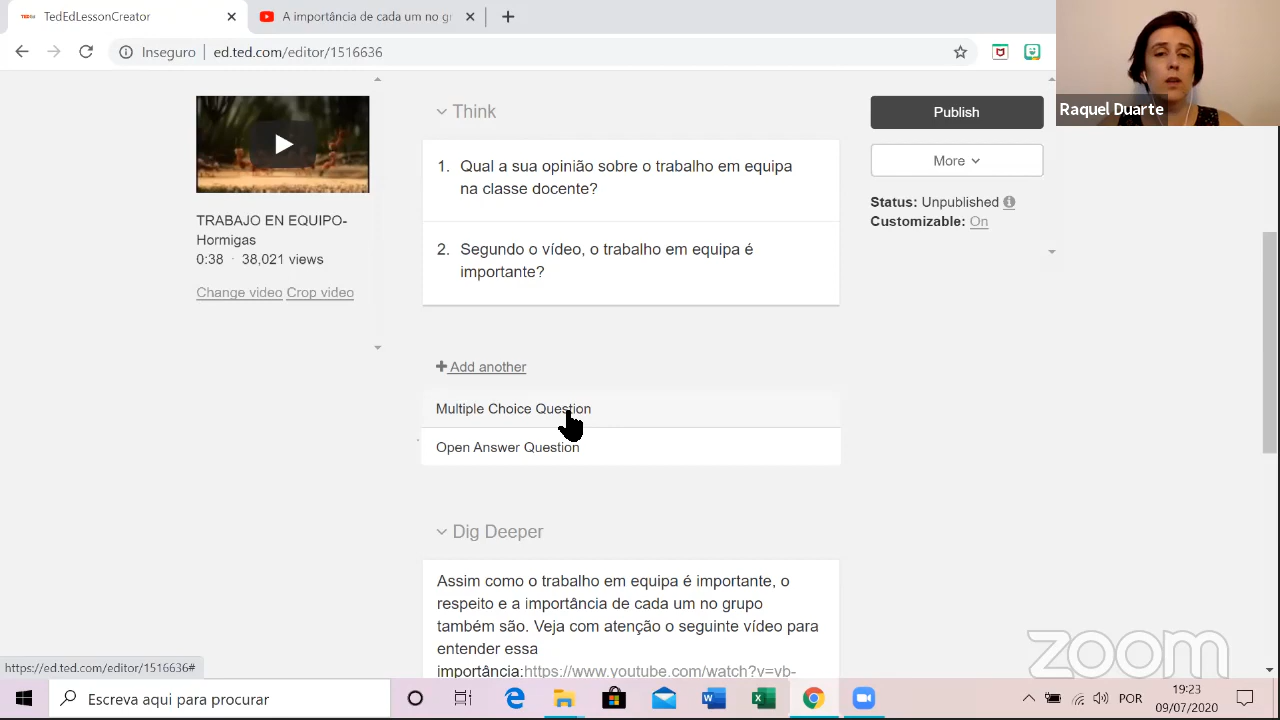 TedEdLessonCreator
A importância de cada um no gr
Inseguro
ed.ted.com/editor/1516636
Raquel Duarte
TRABAJO EN EQUIPO-
Hormigas
0:38 · 38,021 views
Change video Crop video
Think
1. Qual a sua opinião sobre o trabalho em equipa
na classe docente?
2. Segundo o vídeo, o trabalho em equipa é
importante?
Add another
Multiple Choice Question
Open Answer Question
Dig Deeper
Assim como o trabalho em equipa é importante, o
respeito e a importância de cada um no grupo
também são. Veja com atenção o seguinte vídeo para
entender essa
importância:https://www.youtube.com/watch?v=vb-
Publish
More
Status: Unpublished
Customizable: On
zoom
https://ed.ted.com/editor/1516636#
Escreva aqui para procurar
POR
19:23
09/07/2020